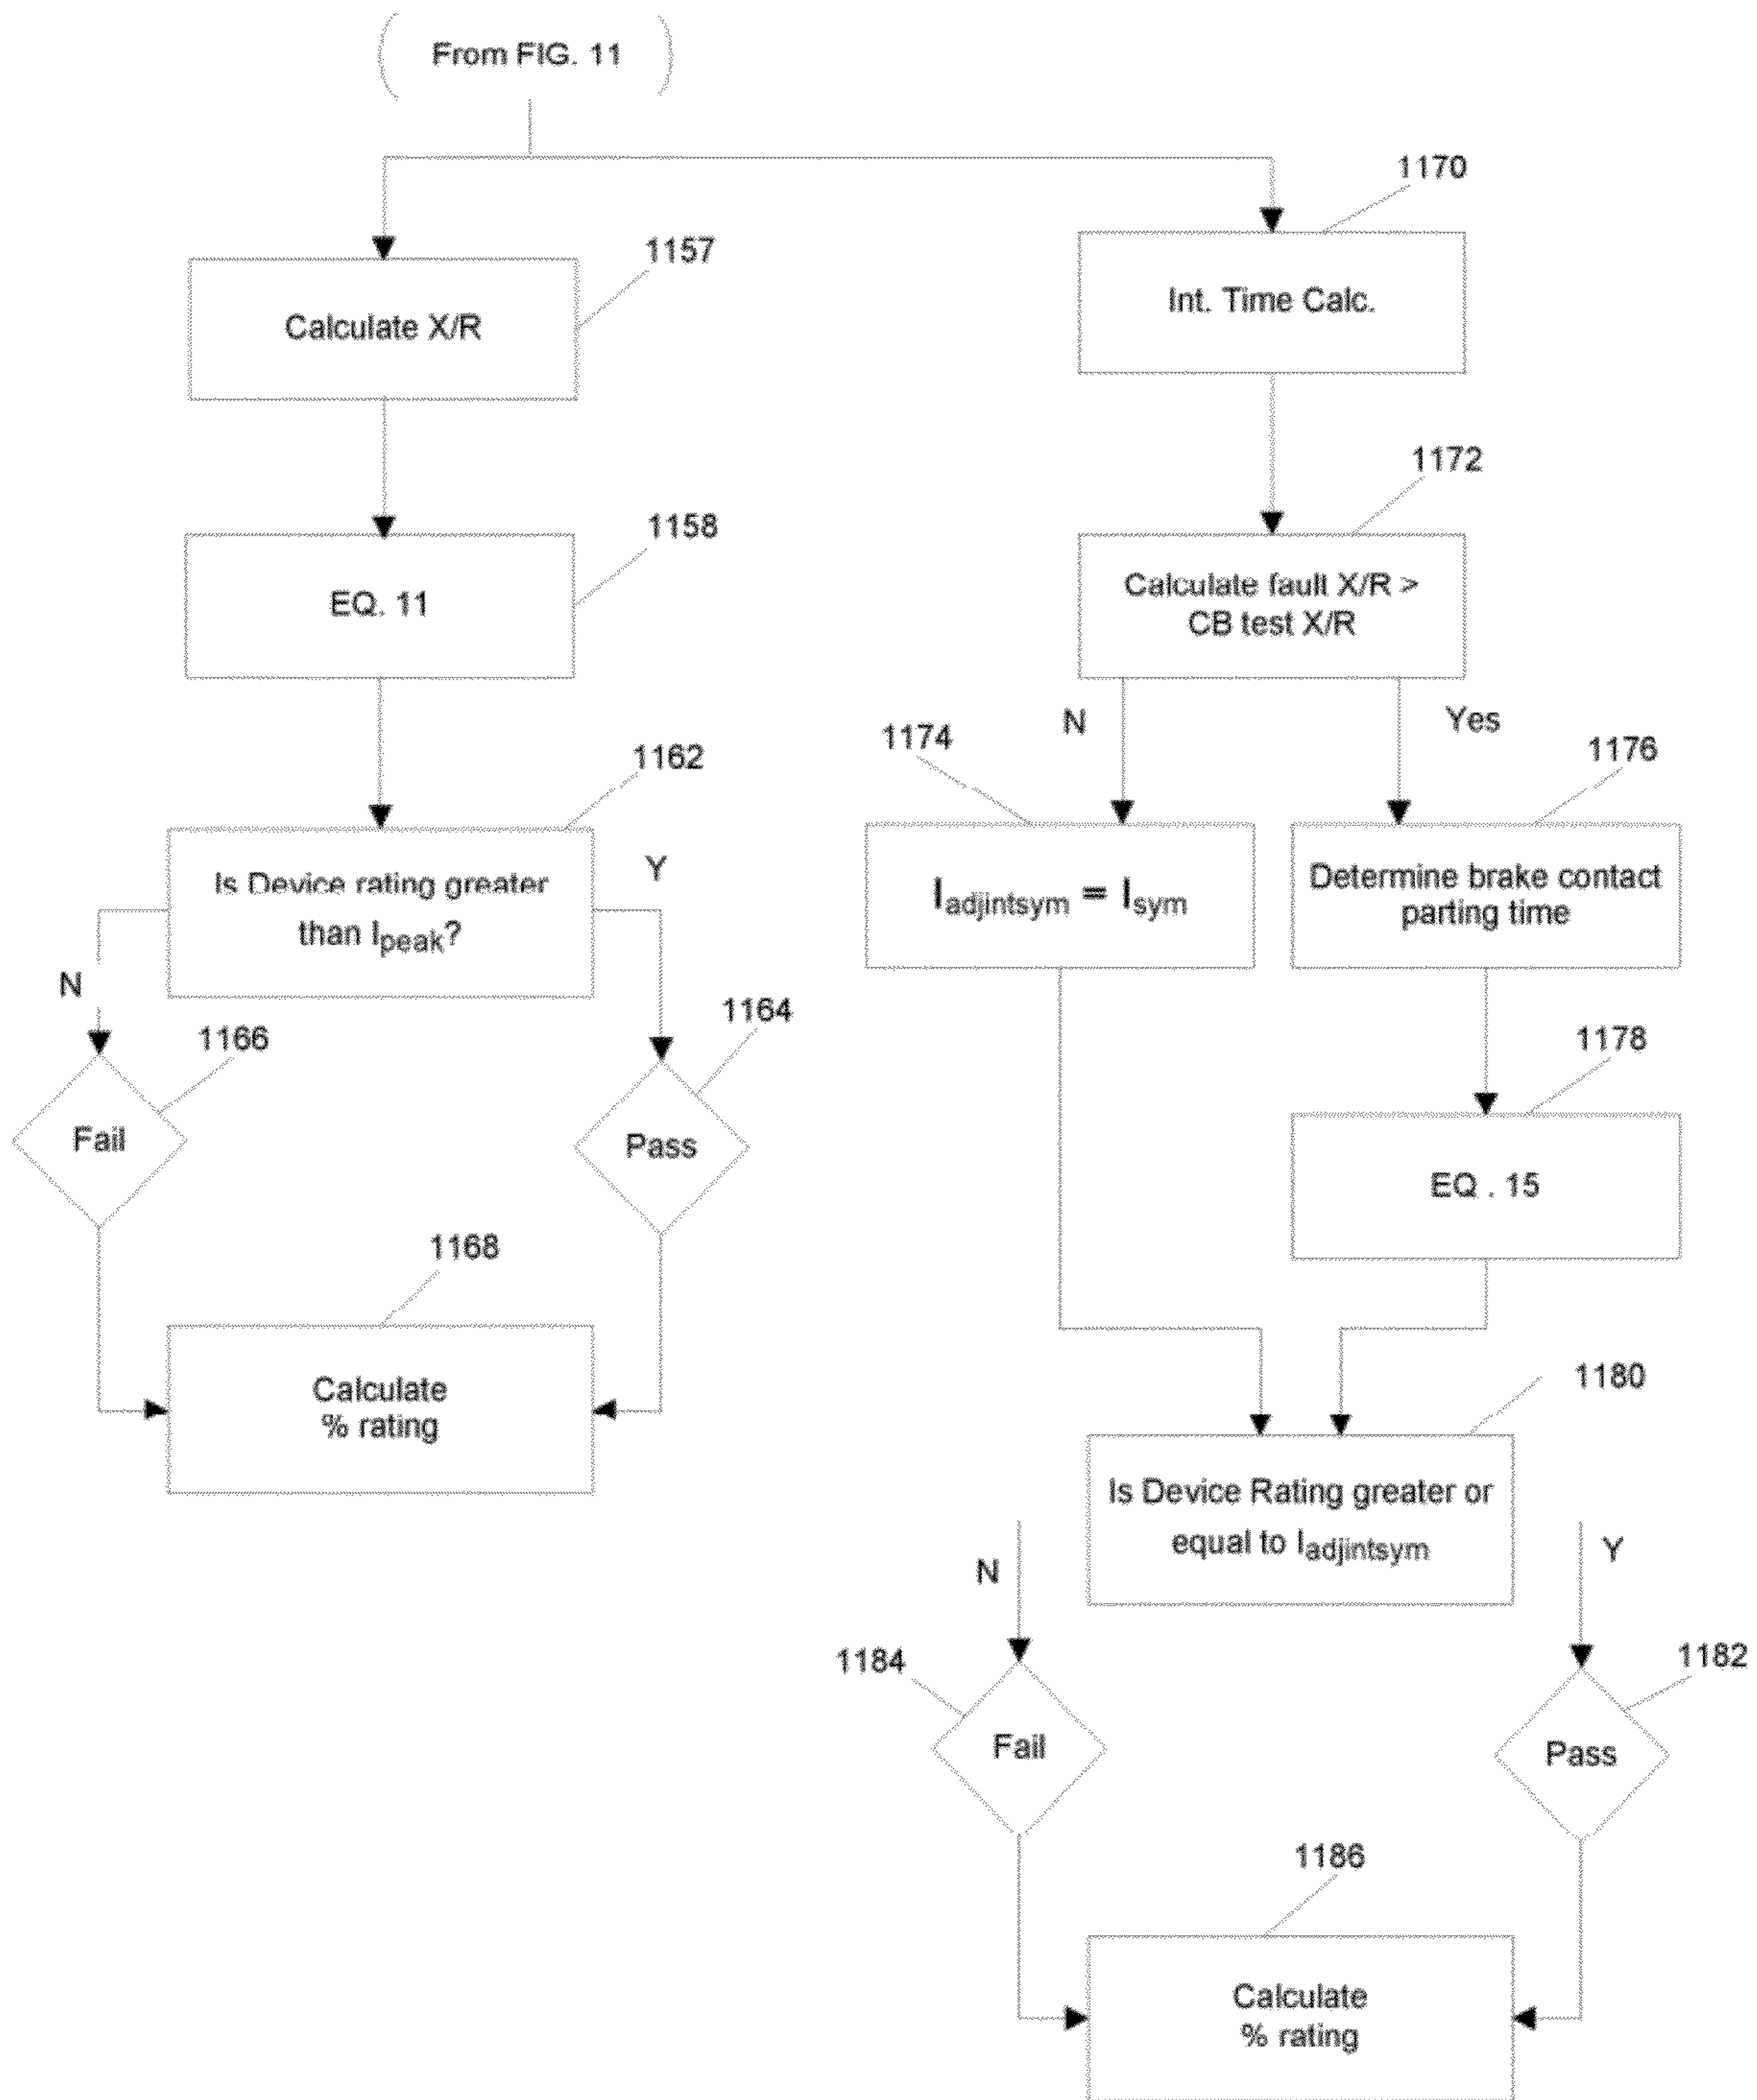 From FIG. 11
1170
1157
Int. Time Calc.
Calculate X/R
1172
1158
Calculate fault X/R >
CB test X/R
EQ. 11
N
Yes
1174
1176
1162
Is Device rating greater
than Ipeak?
Y
N
Iadjintsym = Isym
Determine brake contact
parting time
1164
1166
1178
Fail
Pass
EQ . 15
1168
Calculate
% rating
1180
Is Device Rating greater or
equal to Iadjintsym
N
Y
1184
1182
Fail
Pass
1186
Calculate
% rating